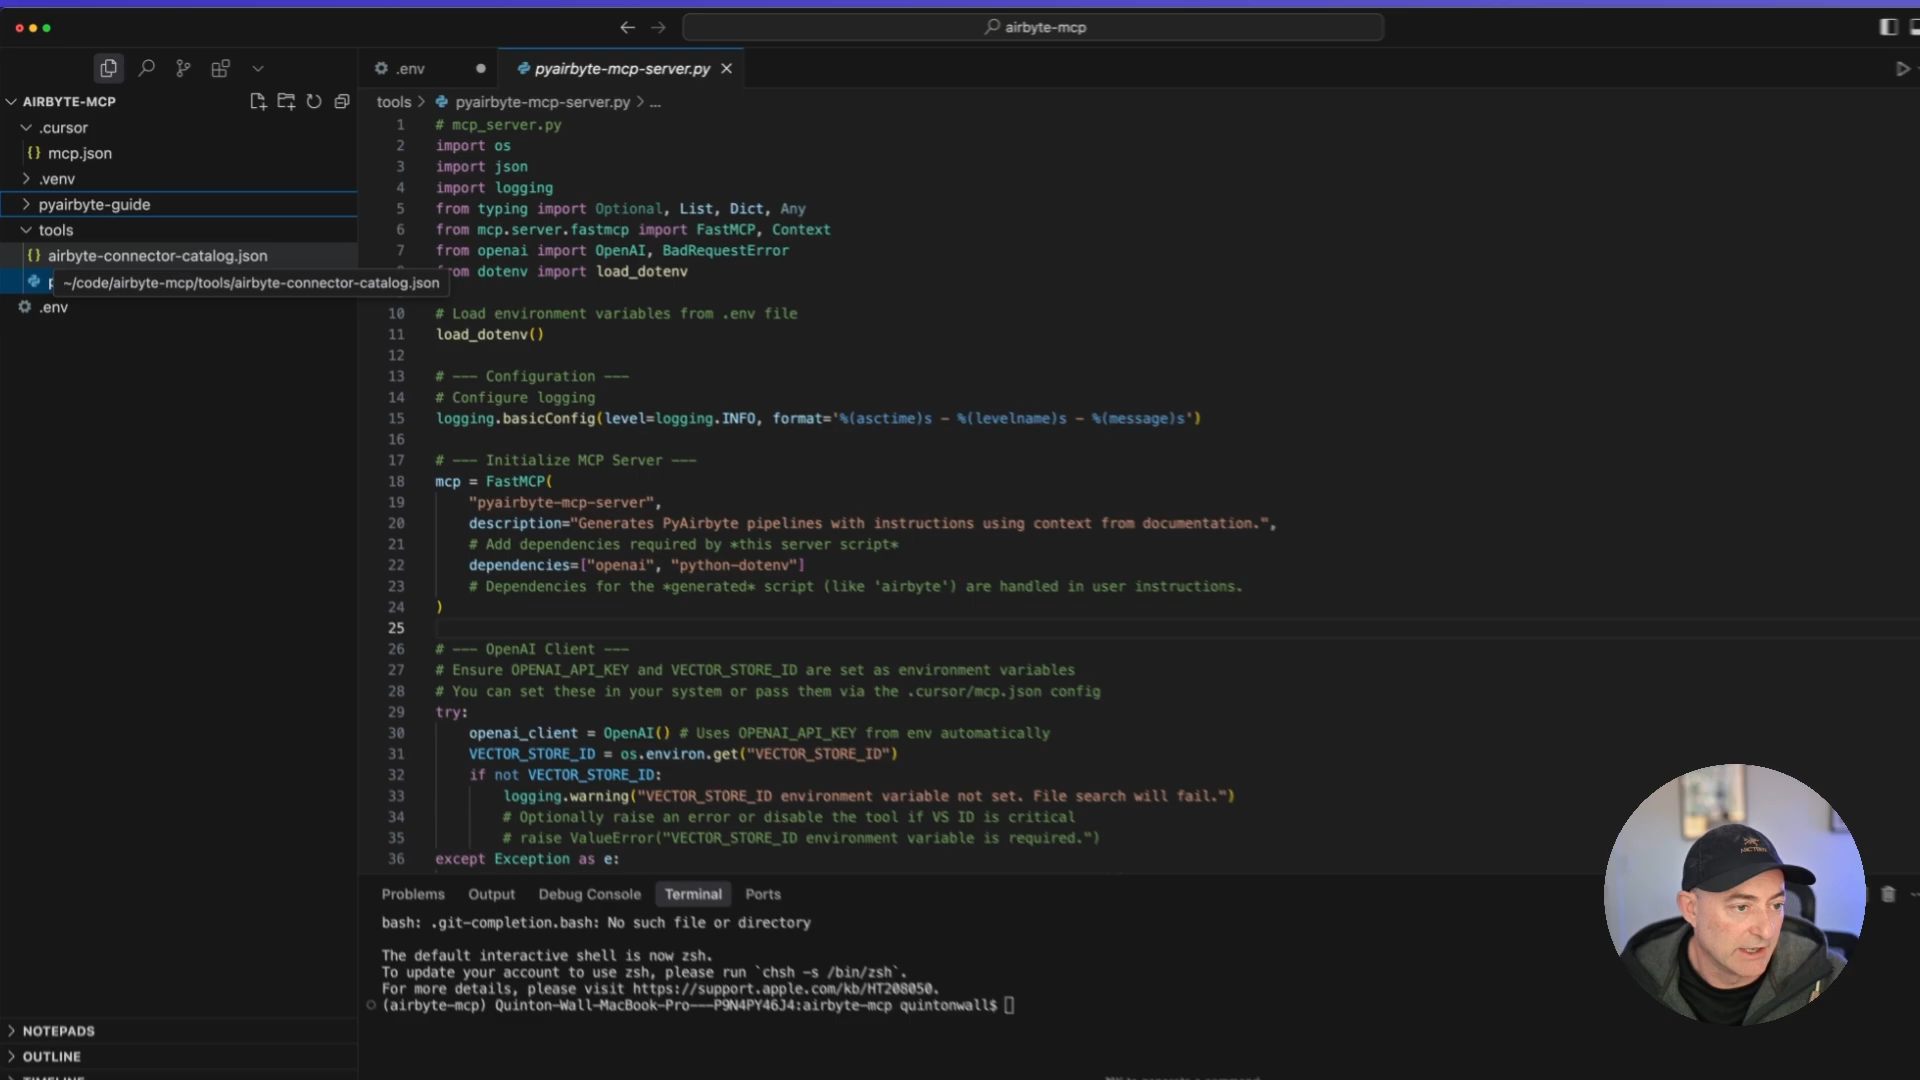 airbyte-mcp
.env
pyairbyte-mcp-server.py
AIRBYTE-MCP
tools > pyairbyte-mcp-server.py > ...
.cursor
mcp.json
.venv
pyairbyte-guide
tools
airbyte-connector-catalog.json
p
~/code/airbyte-mcp/tools/airbyte-connector-catalog.json
.env
1 # mcp_server.py
2 import os
3 import json
4 import logging
5 from typing import Optional, List, Dict, Any
6 from mcp.server.fastmcp import FastMCP, Context
7 from openai import OpenAI, BadRequestError
from dotenv import load_dotenv
10 # Load environment variables from .env file
11 load_dotenv()
12
13 # --- Configuration ---
14 # Configure logging
15 logging.basicConfig(level=logging.INFO, format='%(asctime)s - %(levelname)s - %(message)s')
16
17 # --- Initialize MCP Server ---
18 mcp = FastMCP(
19 "pyairbyte-mcp-server",
20 description="Generates PyAirbyte pipelines with instructions using context from documentation.",
21 # Add dependencies required by *this server script*
22 dependencies=["openai", "python-dotenv"]
23 # Dependencies for the *generated* script (like 'airbyte') are handled in user instructions.
24 )
25
26 # --- OpenAI Client ---
27 # Ensure OPENAI_API_KEY and VECTOR_STORE_ID are set as environment variables
28 # You can set these in your system or pass them via the .cursor/mcp.json config
29 try:
30 openai_client = OpenAI() # Uses OPENAI_API_KEY from env automatically
31 VECTOR_STORE_ID = os.environ.get("VECTOR_STORE_ID")
32 if not VECTOR_STORE_ID:
33 logging.warning("VECTOR_STORE_ID environment variable not set. File search will fail.")
34 # Optionally raise an error or disable the tool if VS ID is critical
35 # raise ValueError("VECTOR_STORE_ID environment variable is required.")
36 except Exception as e:
Problems Output Debug Console Terminal Ports
bash: .git-completion.bash: No such file or directory
The default interactive shell is now zsh.
To update your account to use zsh, please run `chsh -s /bin/zsh`.
For more details, please visit https://support.apple.com/kb/HT208050.
(airbyte-mcp) Quinton-Wall-MacBook-Pro---P9N4PY46J4:airbyte-mcp quintonwall$
NOTEPADS
OUTLINE
TIMELINE